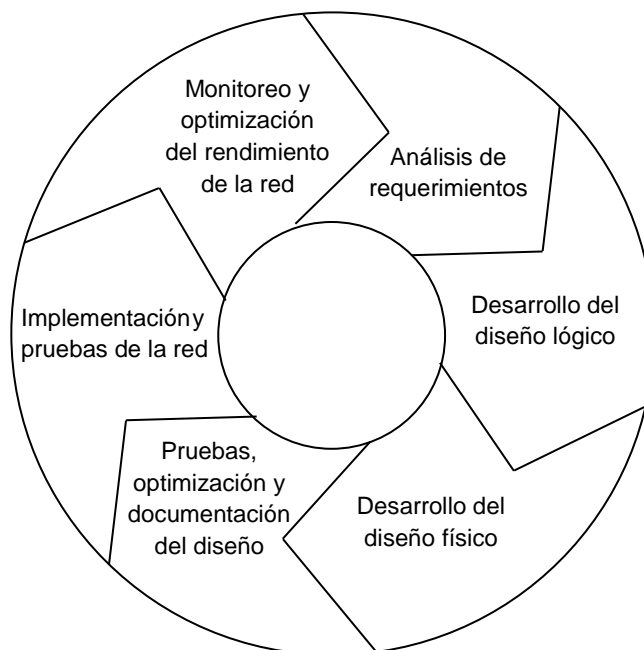 Monitoreo y
optimización
del rendimiento
de la red
Análisis de
requerimientos
Desarrollo del
diseño lógico
Desarrollo del
diseño físico
Pruebas,
optimización y
documentación
del diseño
Implementación y
pruebas de la red